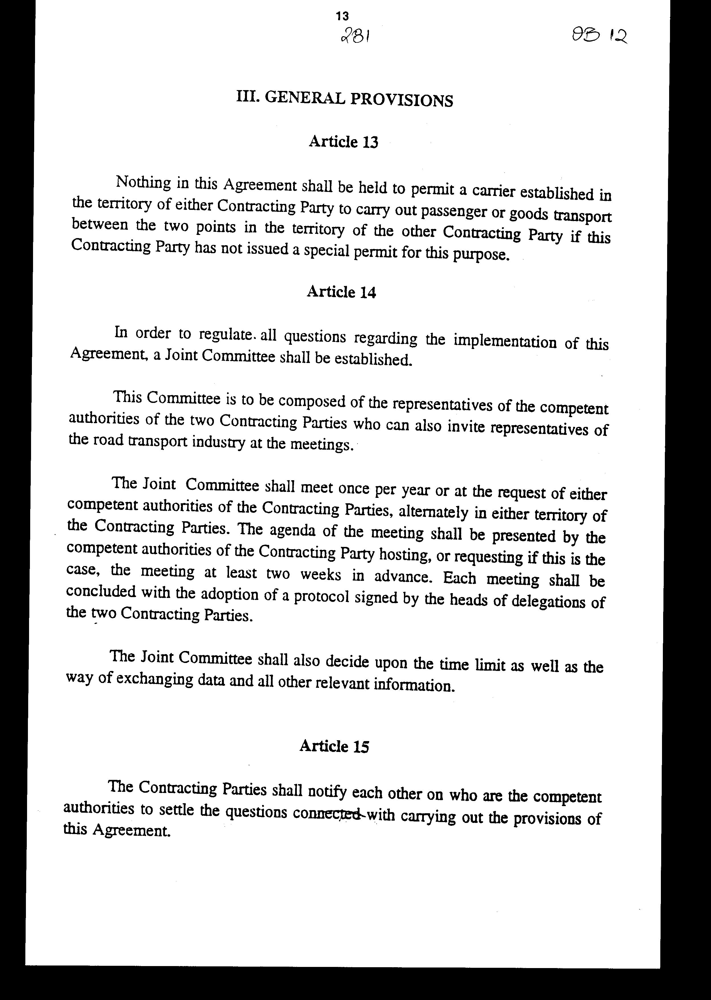 13
281
III. GENERAL PROVISIONS
Article 13
Nothing in this Agreement shall be held to permit a carrier established in
the territory of either Contracting Party to carry out passenger or goods transport
between the two points in the territory of the other Contracting Party if this
Contracting Party has not issued a special permit for this purpose.
Article 14
In order to regulate. all questions regarding the implementation of this
Agreement, a Joint Committee shall be established.
This Committee is to be composed of the representatives of the competent
authorities of the two Contracting Parties who can also invite representatives of
the road transport industry at the meetings.
The Joint Committee shall meet once per year or at the request of either
competent authorities of the Contracting Parties, alternately in either territory of
the Contracting Parties. The agenda of the meeting shall be presented by the
competent authorities of the Contracting Party hosting, or requesting if this is the
case, the meeting at least two weeks in advance. Each meeting shall be
concluded with the adoption of a protocol signed by the heads of delegations of
the two Contracting Parties.
The Joint Committee shall also decide upon the time limit as well as the
way of exchanging data and all other relevant information.
Article 15
The Contracting Parties shall notify each other on who are the competent
authorities to settle the questions connected with carrying out the provisions of
this Agreement.